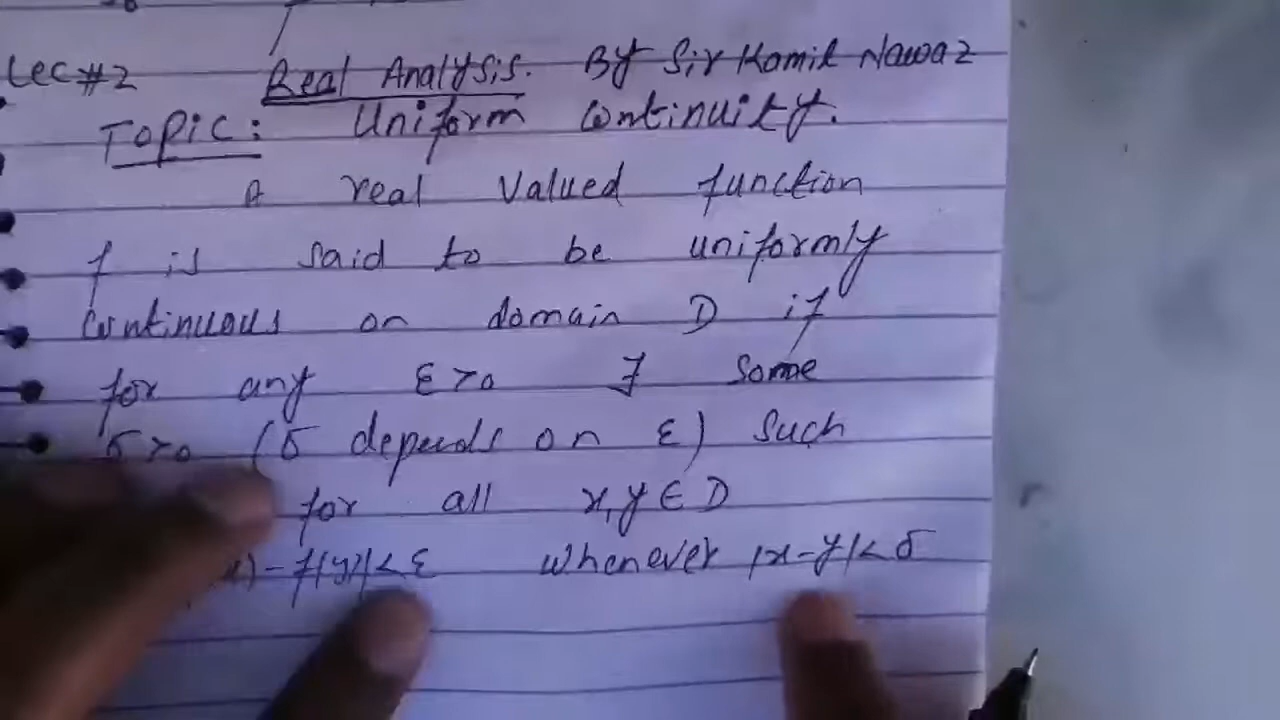 Lec#2 Real Analysis. By Sir Kamil Nawaz
Topic: Uniform Continuity.
A real valued function
f is said to be uniformly
Continuous on domain D if
for any ε>0 ∃ some
δ>0 (δ depends on ε) such
for all x,y∈D
x)-f(y)|<ε whenever |x-y|<δ